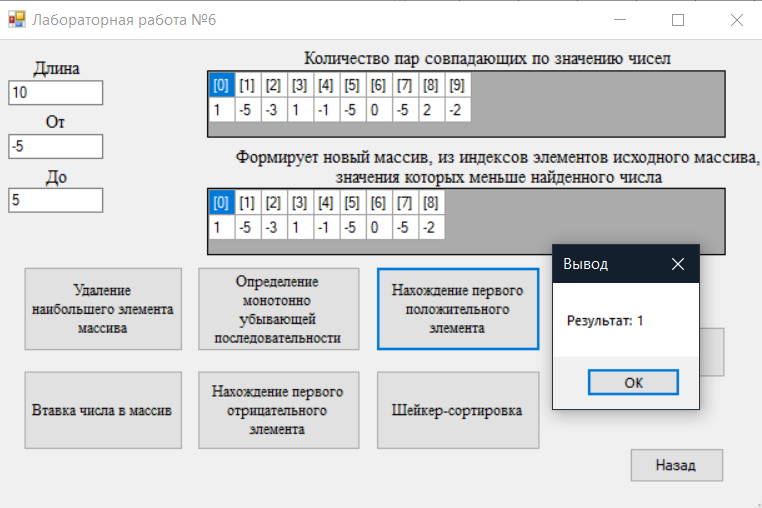 Лабораторная работа №6
Длина
10
От
-5
До
5
Количество пар совпадающих по значению чисел
[0] [1] [2] [3] [4] [5] [6] [7] [8] [9]
1 -5 -3 1 -1 -5 0 -5 2 -2
Формирует новый массив, из индексов элементов исходного массива,
значения которых меньше найденного числа
[0] [1] [2] [3] [4] [5] [6] [7] [8]
1 -5 -3 1 -1 -5 0 -5 -2
Удаление
наибольшего элемента
массива
Определение
монотонно
убывающей
последовательности
Нахождение первого
положительного
элемента
Втавка числа в массив
Нахождение первого
отрицательного
элемента
Шейкер-сортировка
Вывод
Результат: 1
ОК
Назад